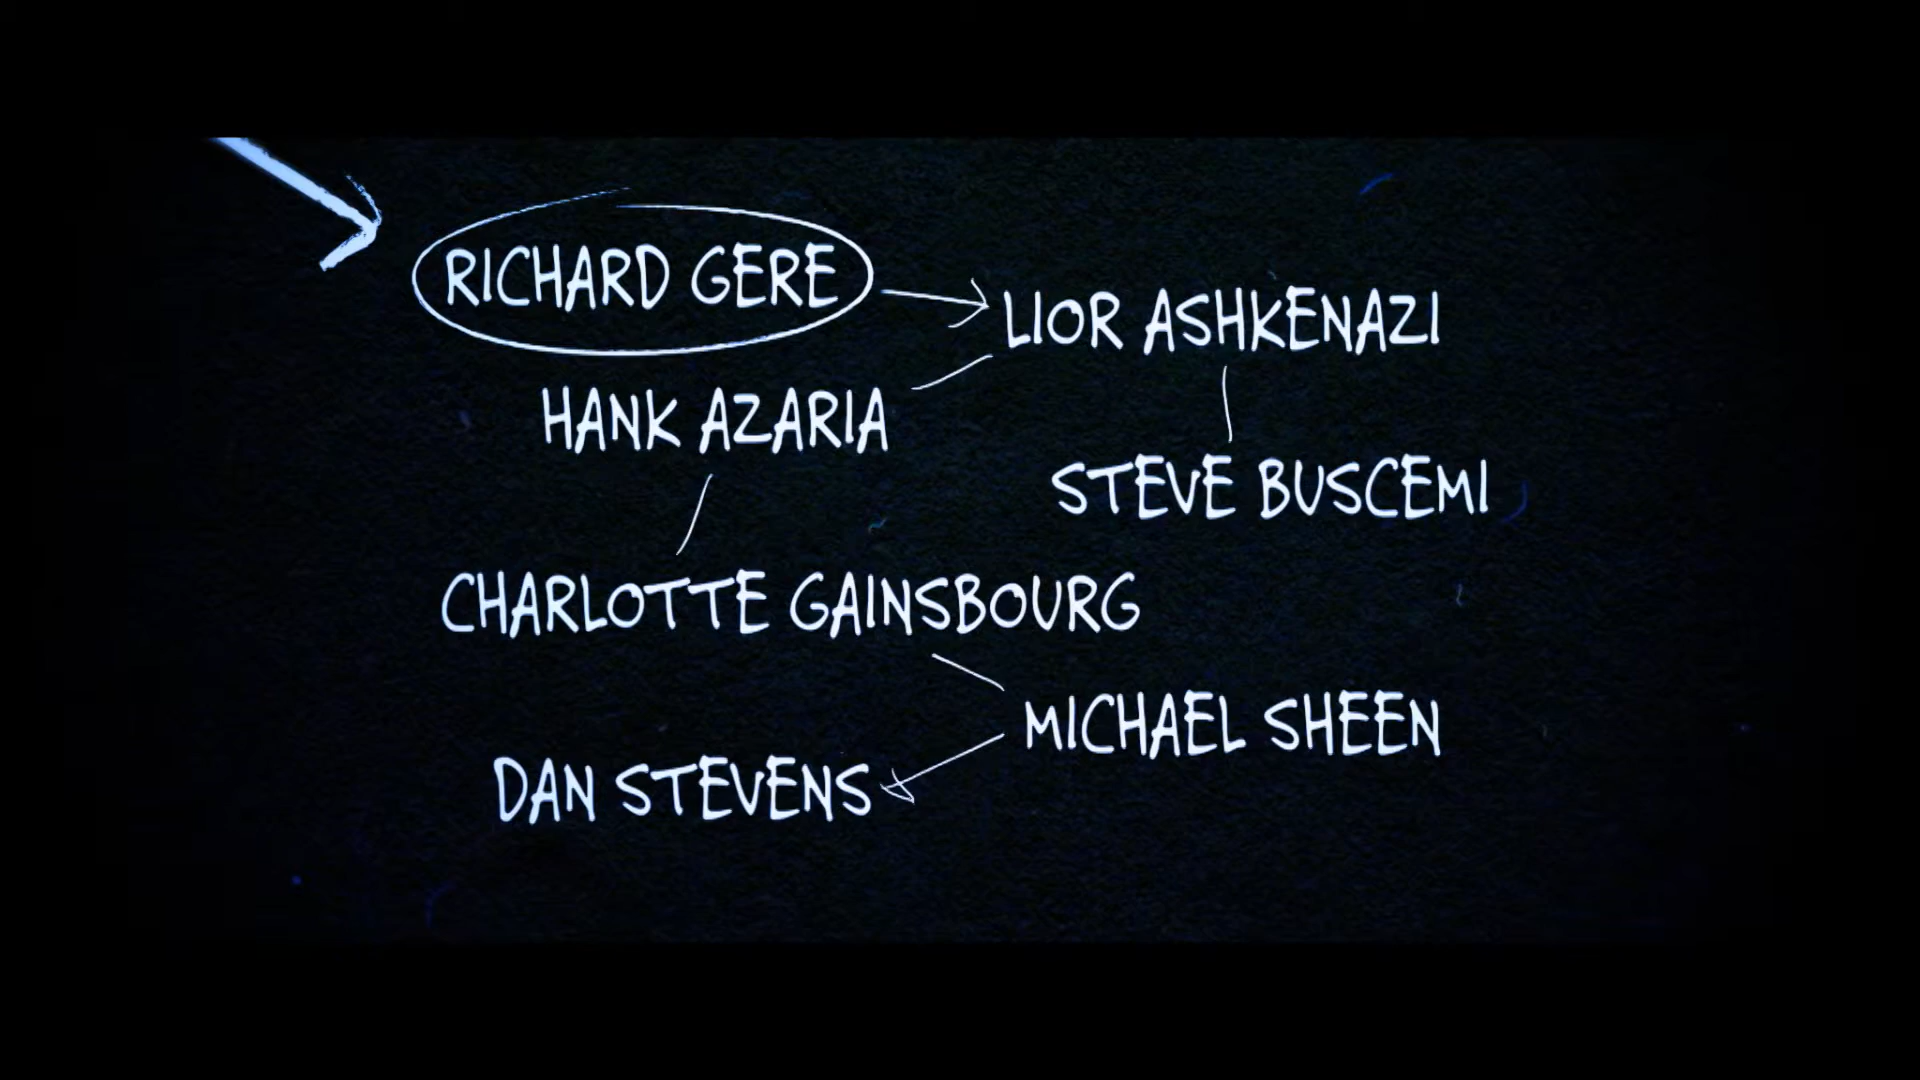 RICHARD GERE
LIOR ASHKENAZI
HANK AZARIA
STEVE BUSCEMI
CHARLOTTE GAINSBOURG
MICHAEL SHEEN
DAN STEVENS